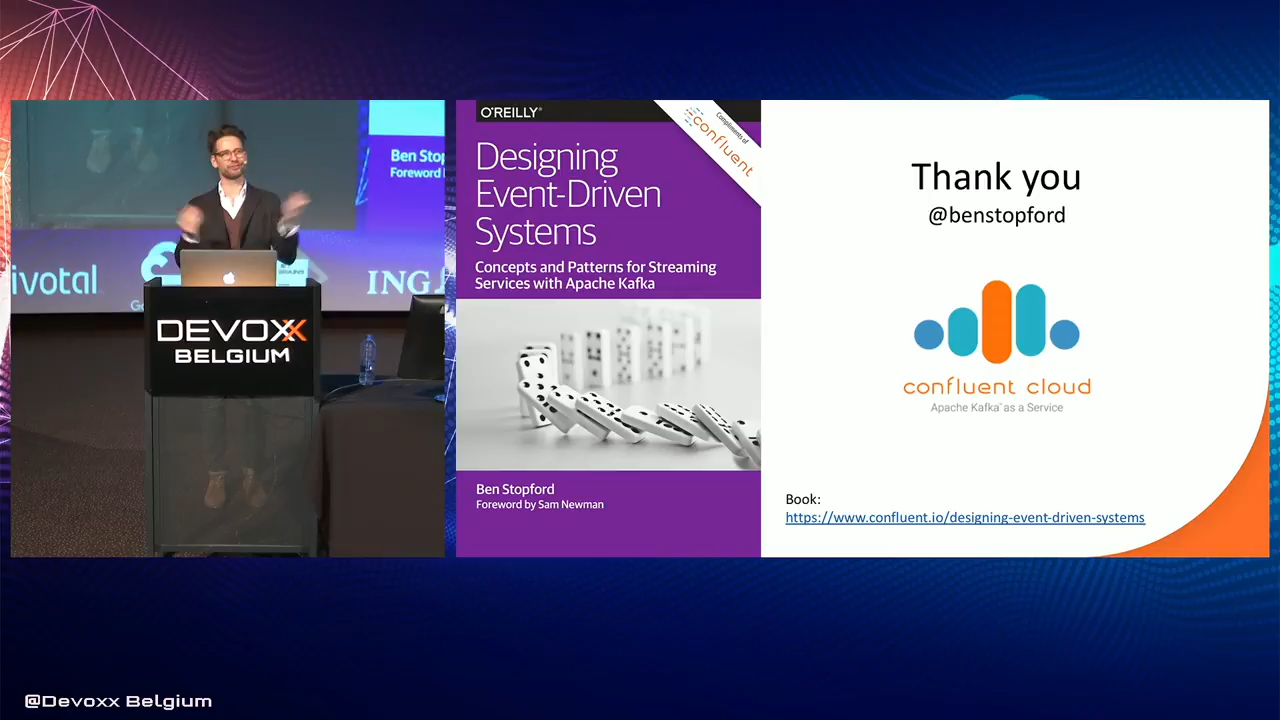 Ben Stop
Foreword
ivotal
Go
ING
DEVOXX
BELGIUM
O'REILLY®
Compliments of
confluent
Designing
Event-Driven
Systems
Concepts and Patterns for Streaming
Services with Apache Kafka
Ben Stopford
Foreword by Sam Newman
Thank you
@benstopford
confluent cloud
Apache Kafka™ as a Service
Book:
https://www.confluent.io/designing-event-driven-systems
@Devoxx Belgium